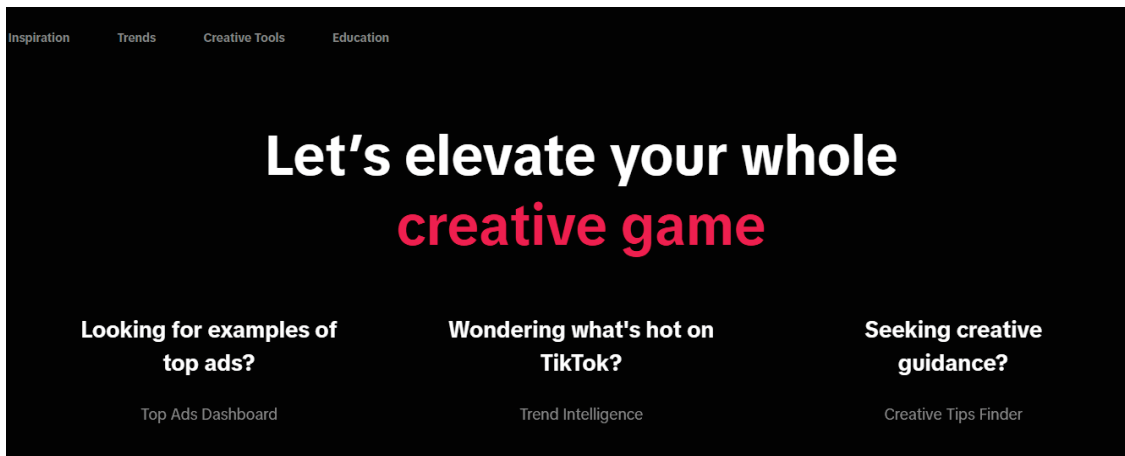 Inspiration Trends Creative Tools Education
Let’s elevate your whole
creative game
Looking for examples of
top ads?
Top Ads Dashboard
Wondering what's hot on
TikTok?
Trend Intelligence
Seeking creative
guidance?
Creative Tips Finder